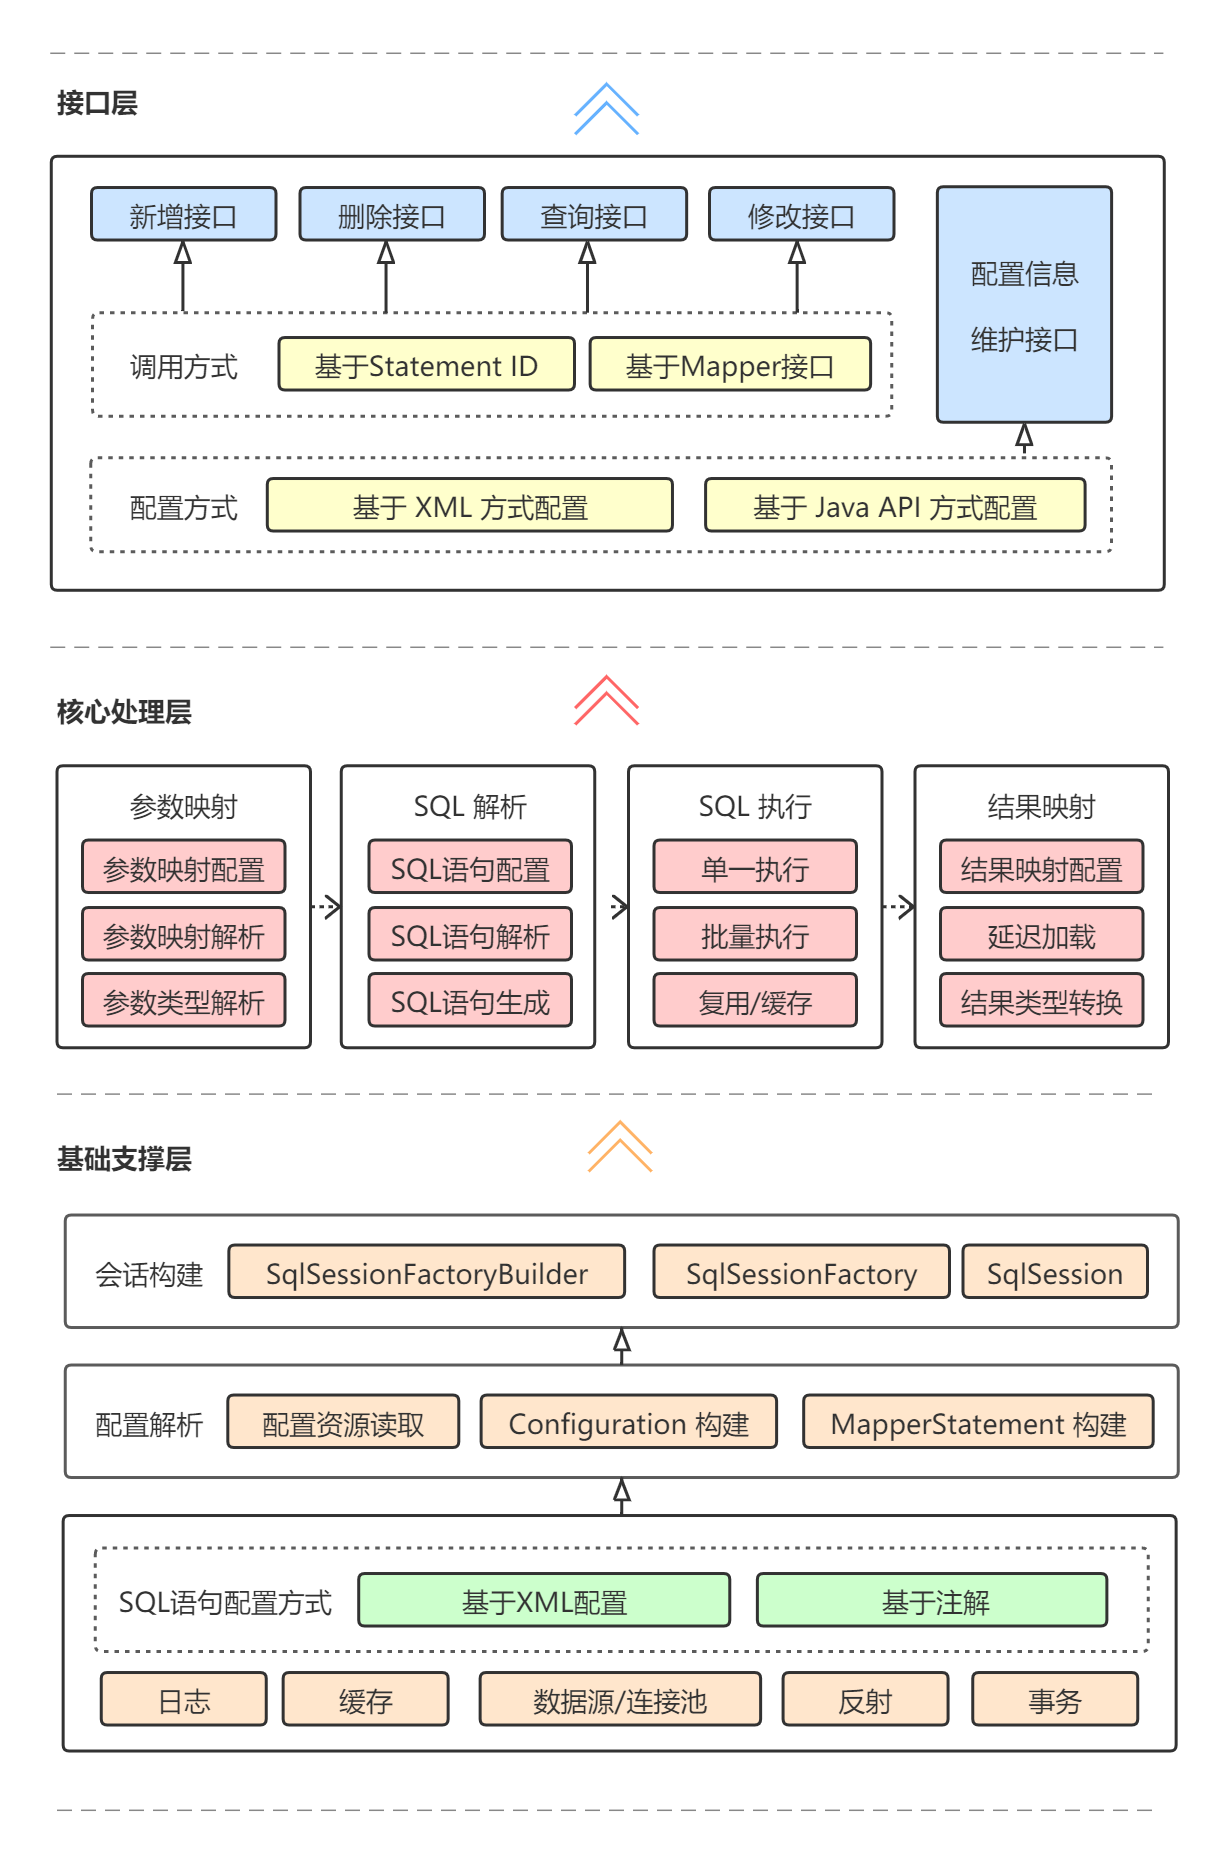 接口层
新增接口
删除接口
查询接口
修改接口
配置信息
维护接口
调用方式
基于Statement ID
基于Mapper接口
配置方式
基于 XML 方式配置
基于 Java API 方式配置
核心处理层
参数映射
参数映射配置
参数映射解析
参数类型解析
SQL 解析
SQL语句配置
SQL语句解析
SQL语句生成
SQL 执行
单一执行
批量执行
复用/缓存
结果映射
结果映射配置
延迟加载
结果类型转换
基础支撑层
会话构建
SqlSessionFactoryBuilder
SqlSessionFactory
SqlSession
配置解析
配置资源读取
Configuration 构建
MapperStatement 构建
SQL语句配置方式
基于XML配置
基于注解
日志
缓存
数据源/连接池
反射
事务